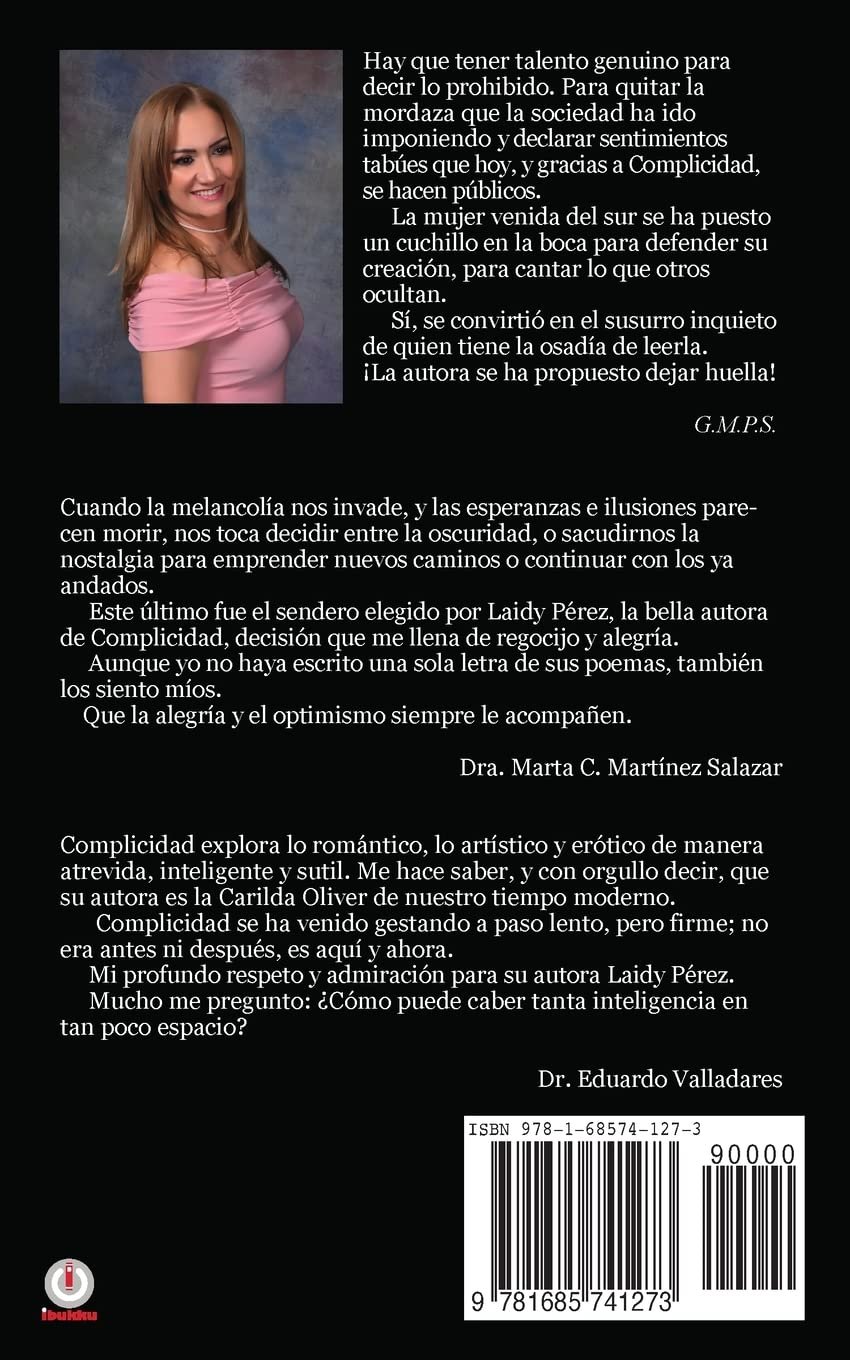 Hay que tener talento genuino para
decir lo prohibido. Para quitar la
mordaza que la sociedad ha ido
imponiendo y declarar sentimientos
tabúes que hoy, y gracias a Complicidad,
se hacen públicos.
La mujer venida del sur se ha puesto
un cuchillo en la boca para defender su
creación, para cantar lo que otros
ocultan.
Sí, se convirtió en el susurro inquieto
de quien tiene la osadía de leerla.
¡La autora se ha propuesto dejar huella!
G.M.P.S.
Cuando la melancolía nos invade, y las esperanzas e ilusiones pare-
cen morir, nos toca decidir entre la oscuridad, o sacudirnos la
nostalgia para emprender nuevos caminos o continuar con los ya
andados.
Este último fue el sendero elegido por Laidy Pérez, la bella autora
de Complicidad, decisión que me llena de regocijo y alegría.
Aunque yo no haya escrito una sola letra de sus poemas, también
los siento míos.
Que la alegría y el optimismo siempre le acompañen.
Dra. Marta C. Martínez Salazar
Complicidad explora lo romántico, lo artístico y erótico de manera
atrevida, inteligente y sutil. Me hace saber, y con orgullo decir, que
su autora es la Carilda Oliver de nuestro tiempo moderno.
Complicidad se ha venido gestando a paso lento, pero firme; no
era antes ni después, es aquí y ahora.
Mi profundo respeto y admiración para su autora Laidy Pérez.
Mucho me pregunto: ¿Cómo puede caber tanta inteligencia en
tan poco espacio?
Dr. Eduardo Valladares
ISBN 978-1-68574-127-3
90000
9 781685 741273
ibukku